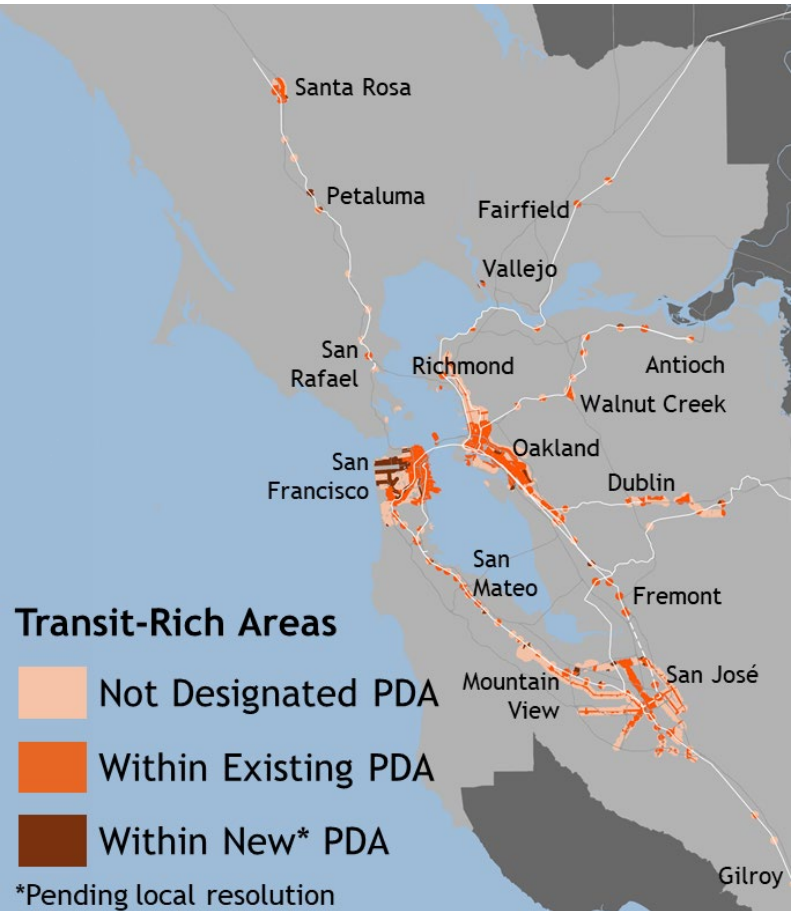 Santa Rosa
Petaluma
Fairfield
Vallejo
San
Rafael
Richmond
Antioch
Walnut Creek
San
Francisco
Oakland
Dublin
San
Mateo
Fremont
Transit-Rich Areas
Not Designated PDA
Within Existing PDA
Within New* PDA
*Pending local resolution
Mountain
View
San José
Gilroy